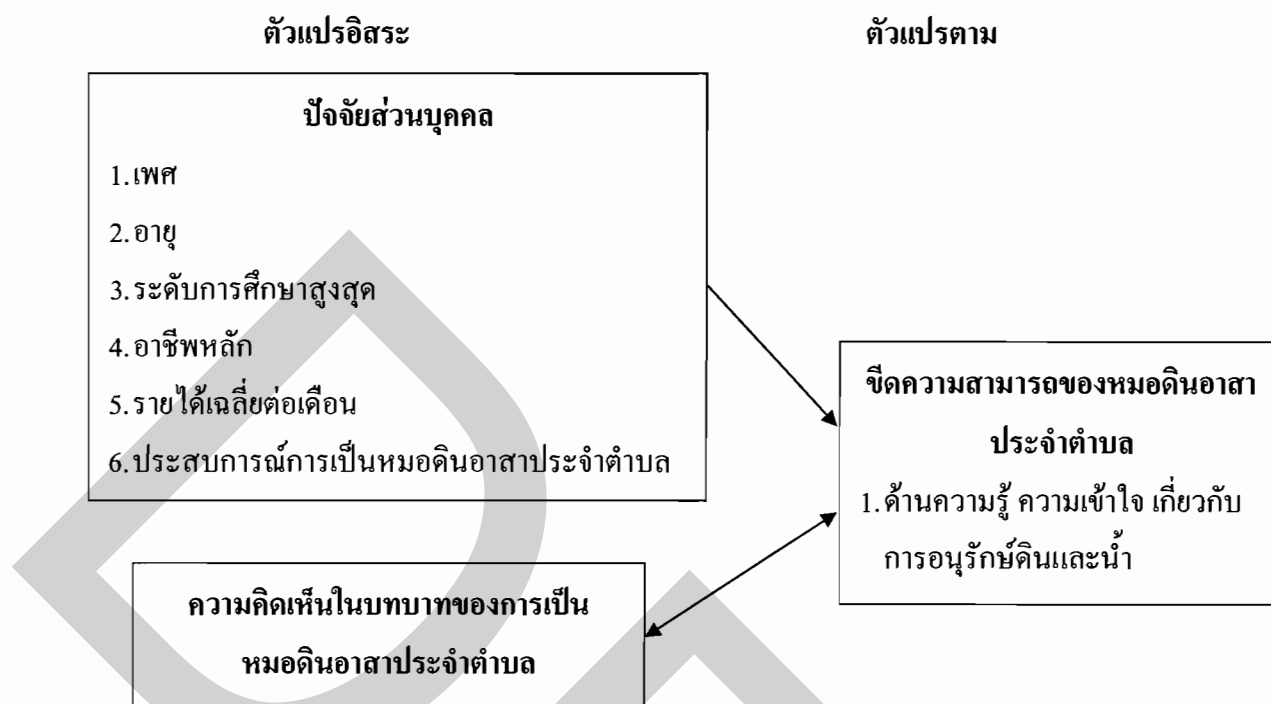 ตัวแปรอิสระ
ตัวแปรตาม
ปัจจัยส่วนบุคคล
1.เพศ
2.อายุ
3.ระดับการศึกษาสูงสุด
4.อาชีพหลัก
5.รายได้เฉลี่ยต่อเดือน
6.ประสบการณ์การเป็นหมอดินอาสาประจำตำบล
ขีดความสามารถของหมอดินอาสา
ประจำตำบล
1.ด้านความรู้ ความเข้าใจ เกี่ยวกับ
การอนุรักษ์ดินและน้ำ
ความคิดเห็นในบทบาทของการเป็น
หมอดินอาสาประจำตำบล